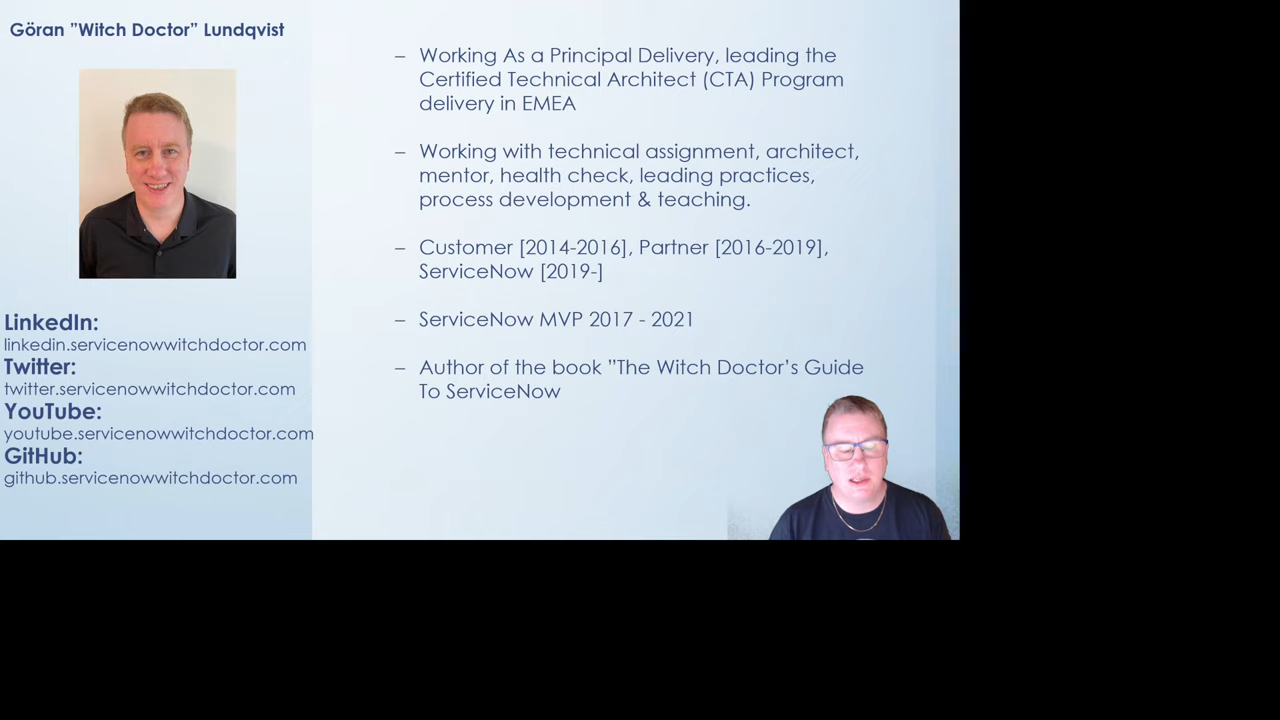 Göran ”Witch Doctor” Lundqvist
LinkedIn:
linkedin.servicenowwitchdoctor.com
Twitter:
twitter.servicenowwitchdoctor.com
YouTube:
youtube.servicenowwitchdoctor.com
GitHub:
github.servicenowwitchdoctor.com
– Working As a Principal Delivery, leading the
Certified Technical Architect (CTA) Program
delivery in EMEA
– Working with technical assignment, architect,
mentor, health check, leading practices,
process development & teaching.
– Customer [2014-2016], Partner [2016-2019],
ServiceNow [2019-]
– ServiceNow MVP 2017 - 2021
– Author of the book ”The Witch Doctor’s Guide
To ServiceNow